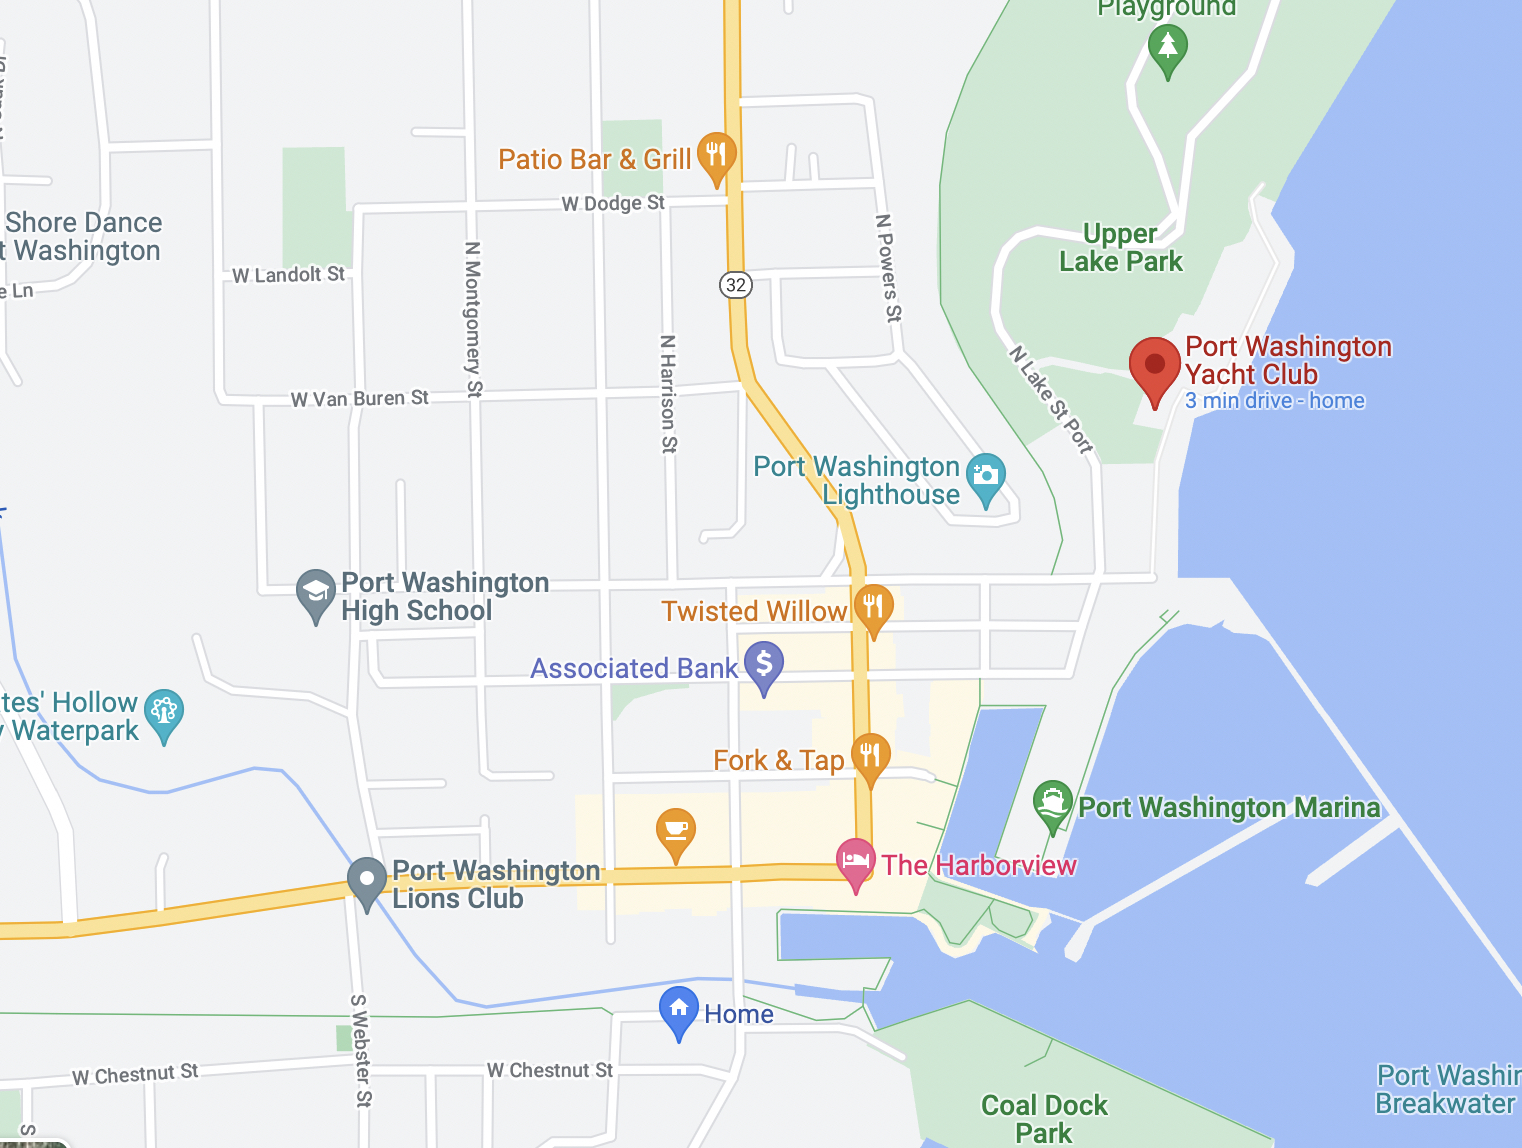 Playground
Patio Bar & Grill
W Dodge St
Shore Dance
t Washington
Upper
Lake Park
N Powers St
W Landolt St
N Montgomery St
e Ln
32
N Harrison St
N Lake St Port
Port Washington
Yacht Club
3 min drive - home
W Van Buren St
Port Washington
Lighthouse
Port Washington
High School
Twisted Willow
Associated Bank
$
tes' Hollow
y Waterpark
Fork & Tap
Port Washington Marina
The Harborview
Port Washington
Lions Club
Home
S Webster St
W Chestnut St
W Chestnut St
Coal Dock
Park
Port Washin
Breakwater
S